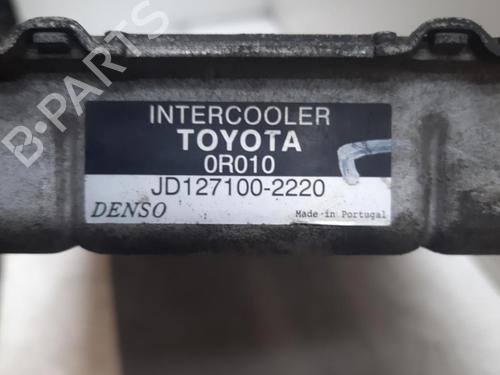 B-PARTS
INTERCOOLER
TOYOTA
0R010
JD127100-2220
DENSO
Made in Portugal